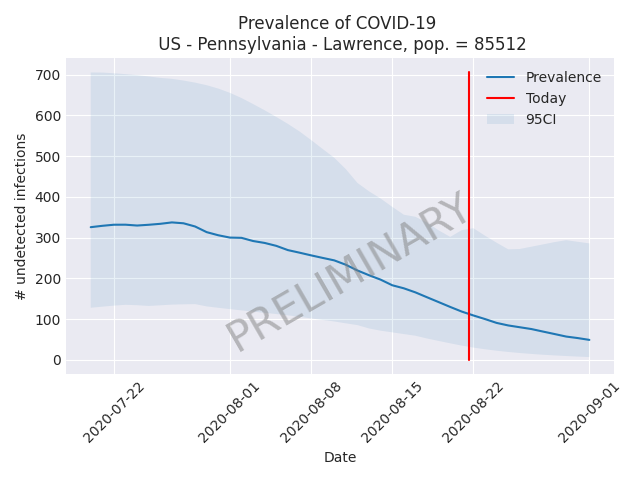 Prevalence of COVID-19
US - Pennsylvania - Lawrence, pop. = 85512
# undetected infections
700
600
500
400
300
200
100
0
Prevalence
Today
95CI
PRELIMINARY
2020-07-22
2020-08-01
2020-08-08
2020-08-15
2020-08-22
2020-09-01
Date